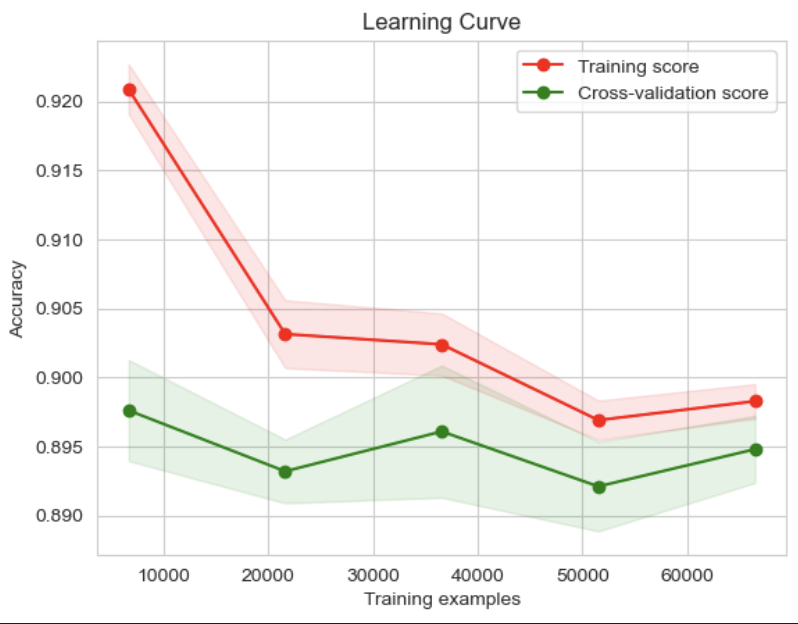 Learning Curve
Training score
Cross-validation score
0.920
0.915
0.910
0.905
0.900
0.895
0.890
Accuracy
10000 20000 30000 40000 50000 60000
Training examples